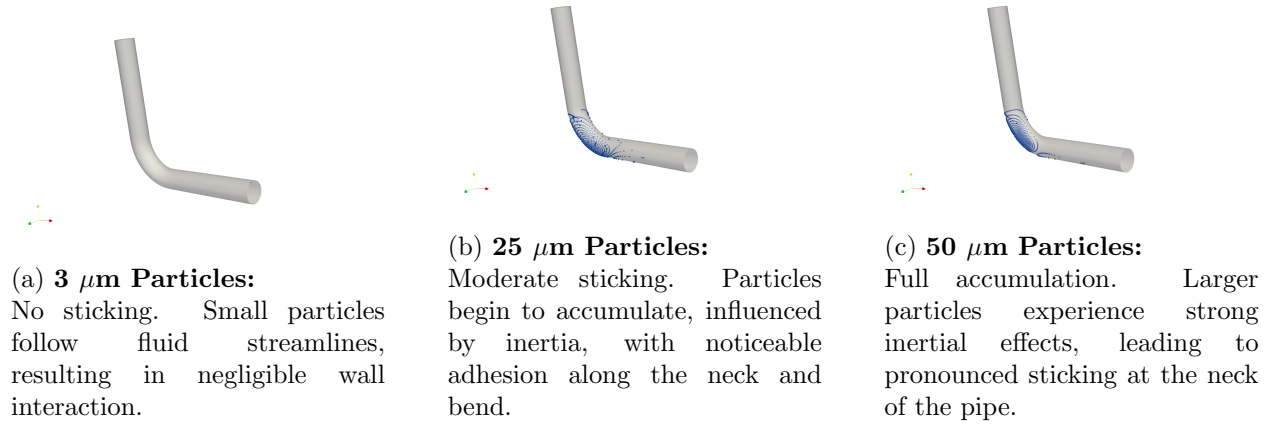 (a) 3 μm Particles:
No sticking. Small particles
follow fluid streamlines,
resulting in negligible wall
interaction.
(b) 25 μm Particles:
Moderate sticking. Particles
begin to accumulate, influenced
by inertia, with noticeable
adhesion along the neck and
bend.
(c) 50 μm Particles:
Full accumulation. Larger
particles experience strong
inertial effects, leading to
pronounced sticking at the neck
of the pipe.